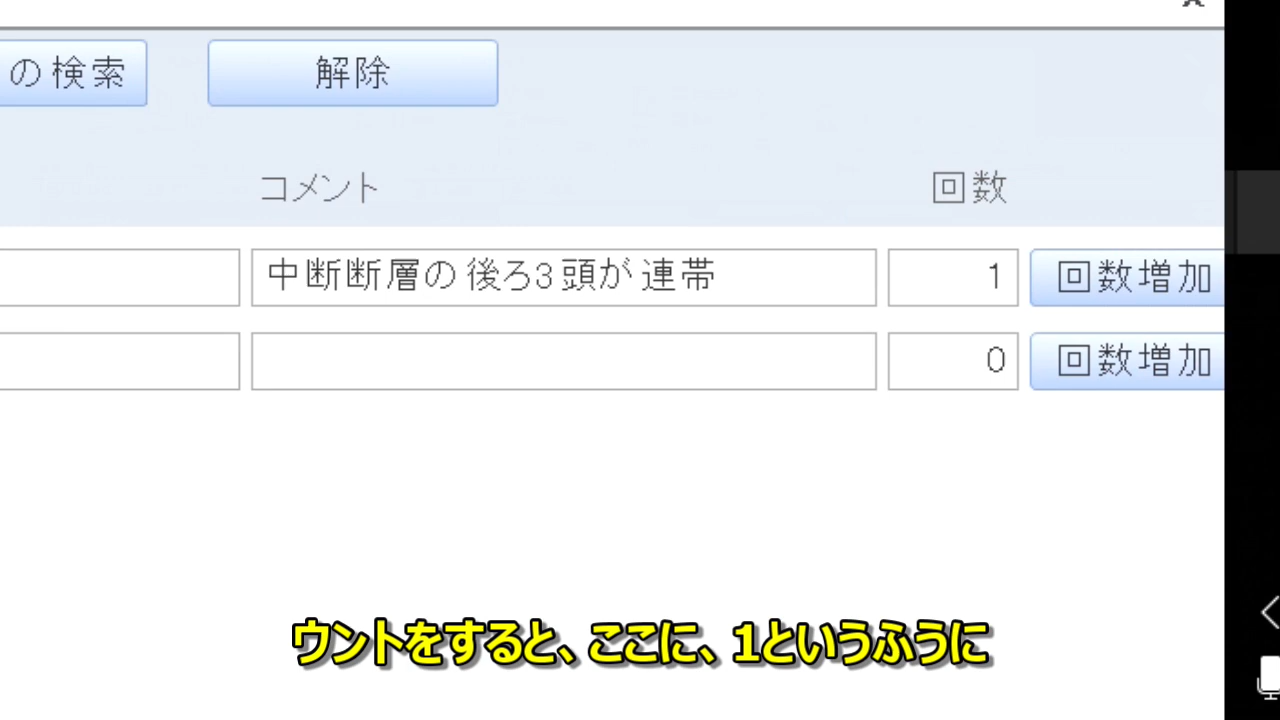 の検索 解除
コメント 回数
中断断層の後ろ3頭が連帯 1 回数増加
0 回数増加
ウントをすると、ここに、1というふうに